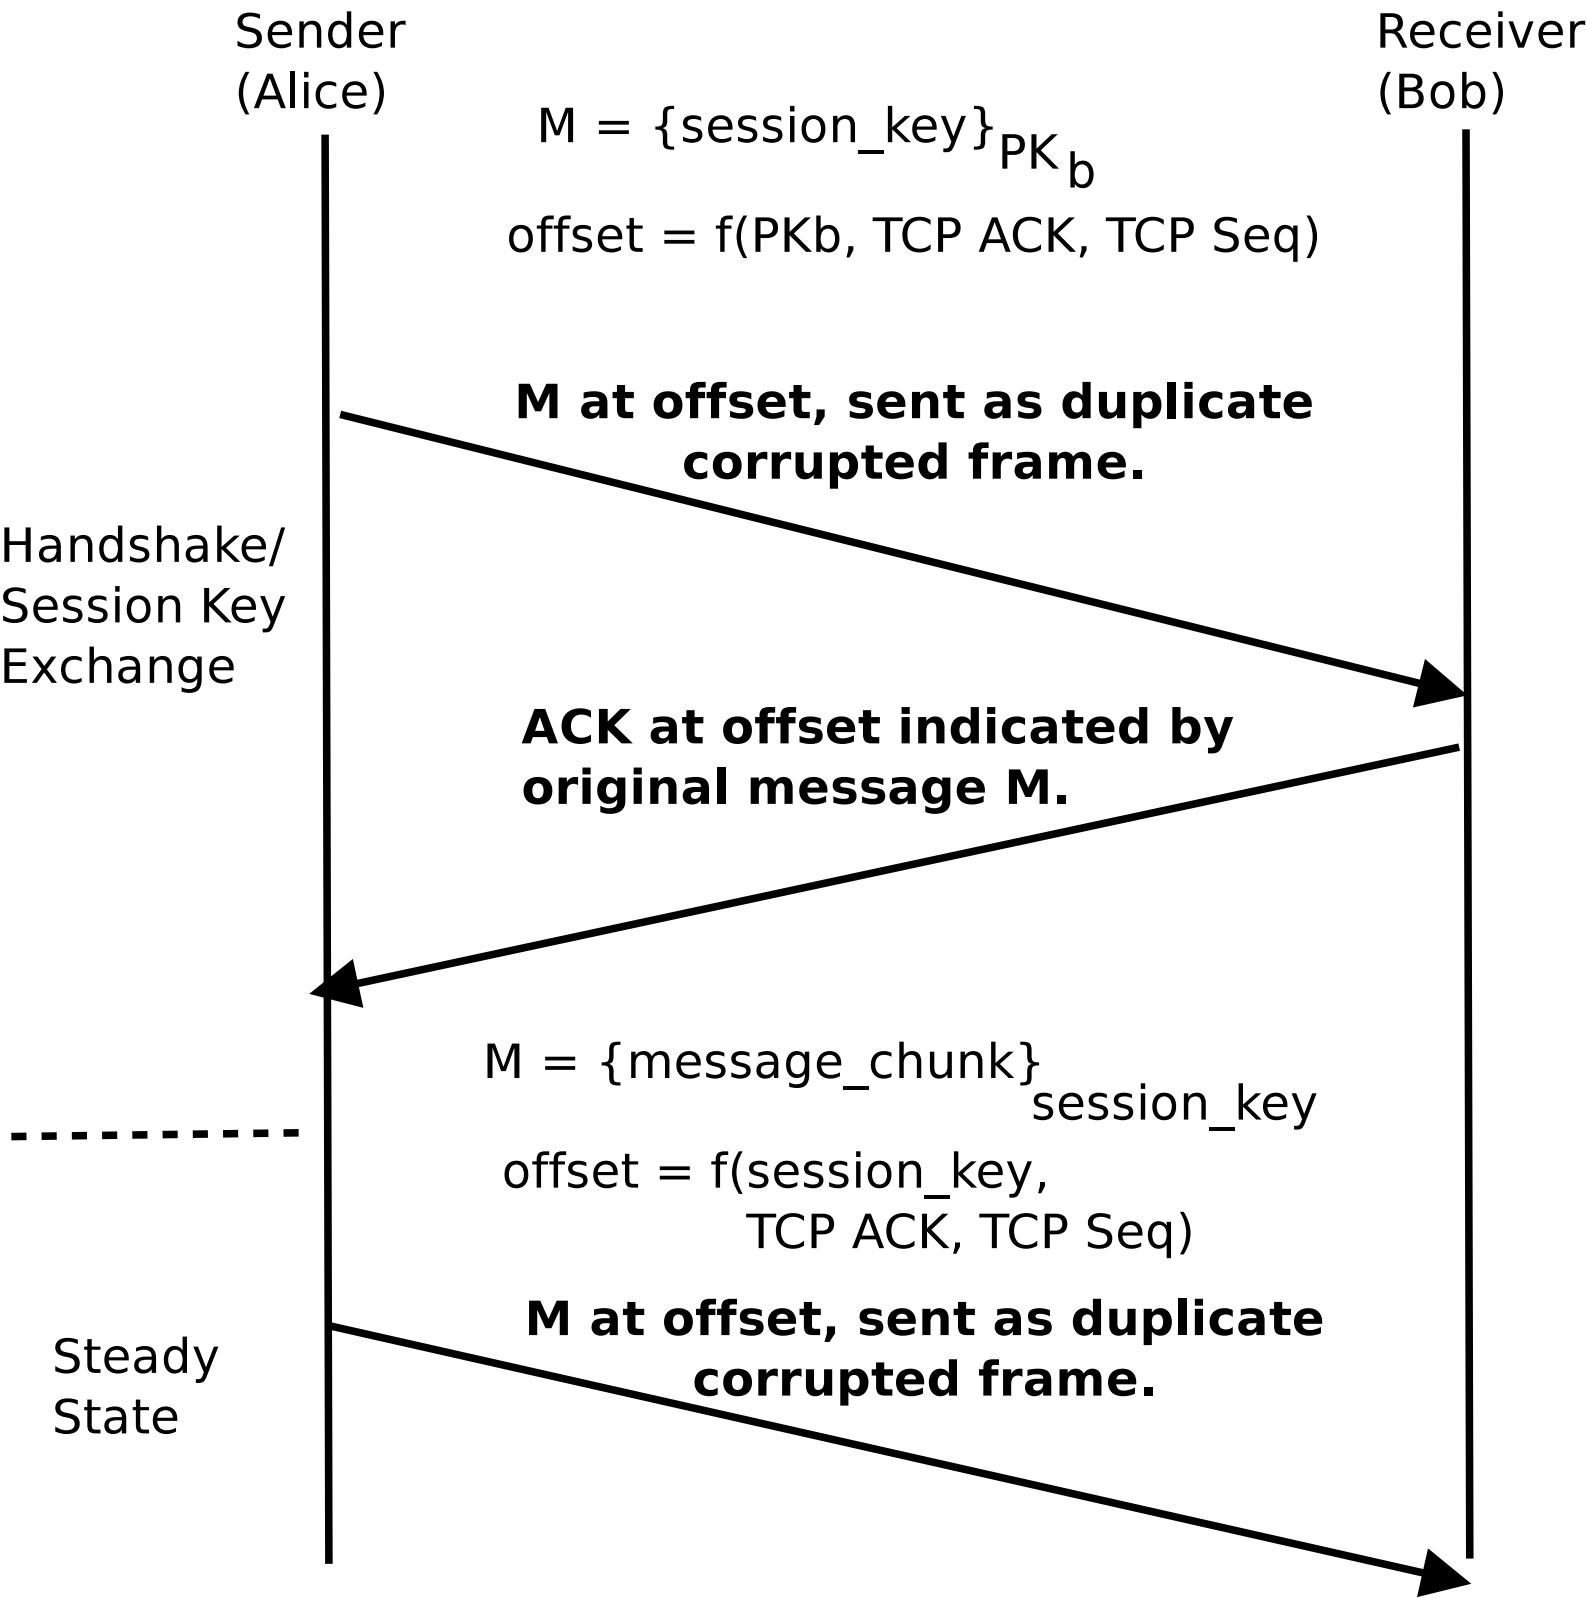 Sender
(Alice)
Receiver
(Bob)
M = {session_key}PK b
offset = f(PKb, TCP ACK, TCP Seq)
M at offset, sent as duplicate
corrupted frame.
Handshake/
Session Key
Exchange
ACK at offset indicated by
original message M.
M = {message_chunk}session_key
offset = f(session_key,
TCP ACK, TCP Seq)
M at offset, sent as duplicate
corrupted frame.
Steady
State